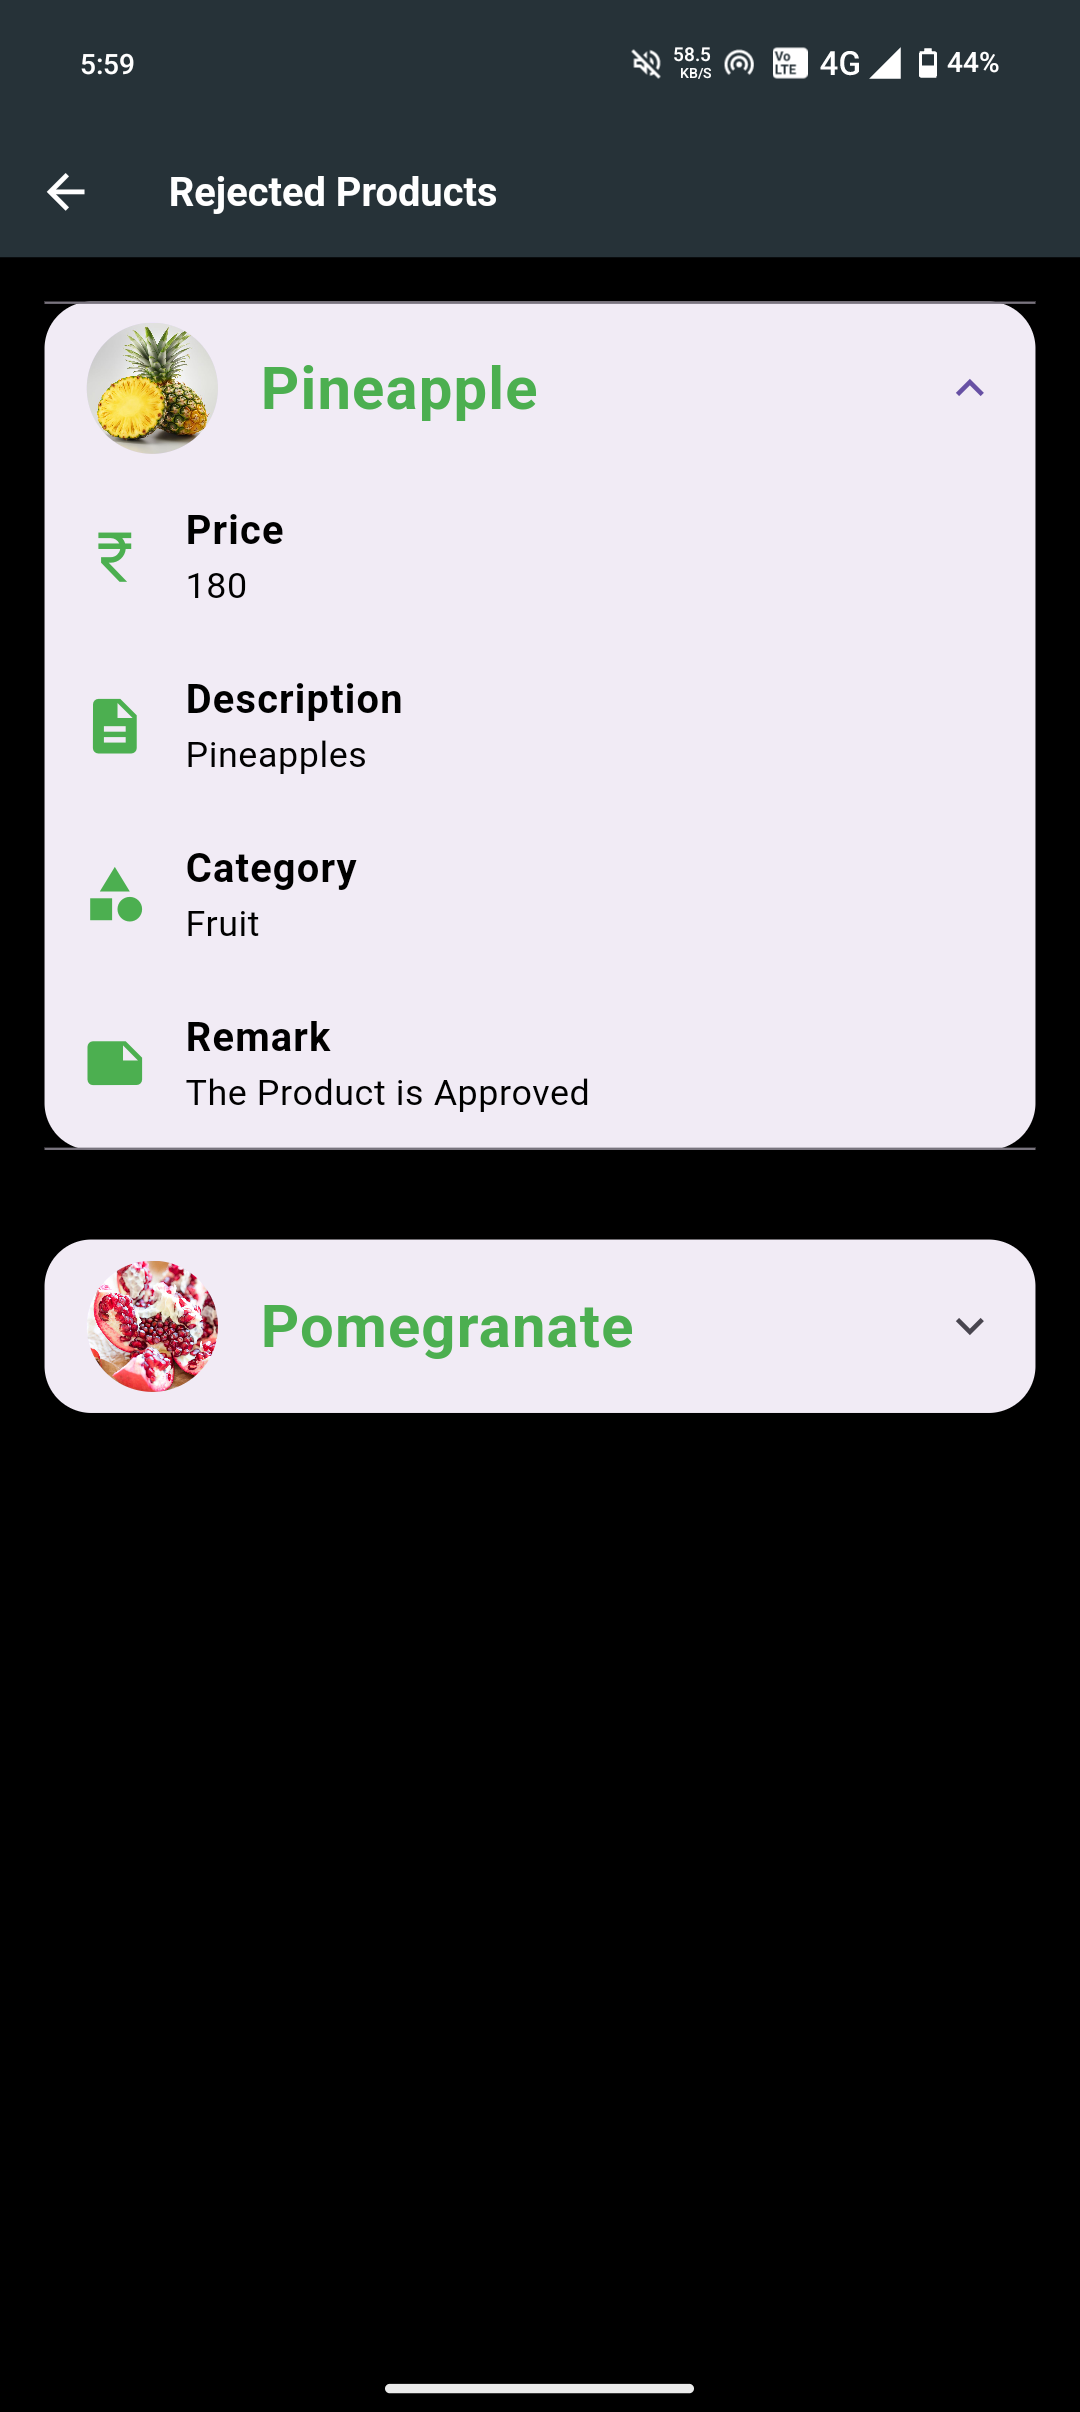 5:59
58.5
KB/S
Vo
LTE
4G
44%
Rejected Products
Pineapple
₹
Price
180
Description
Pineapples
Category
Fruit
Remark
The Product is Approved
Pomegranate